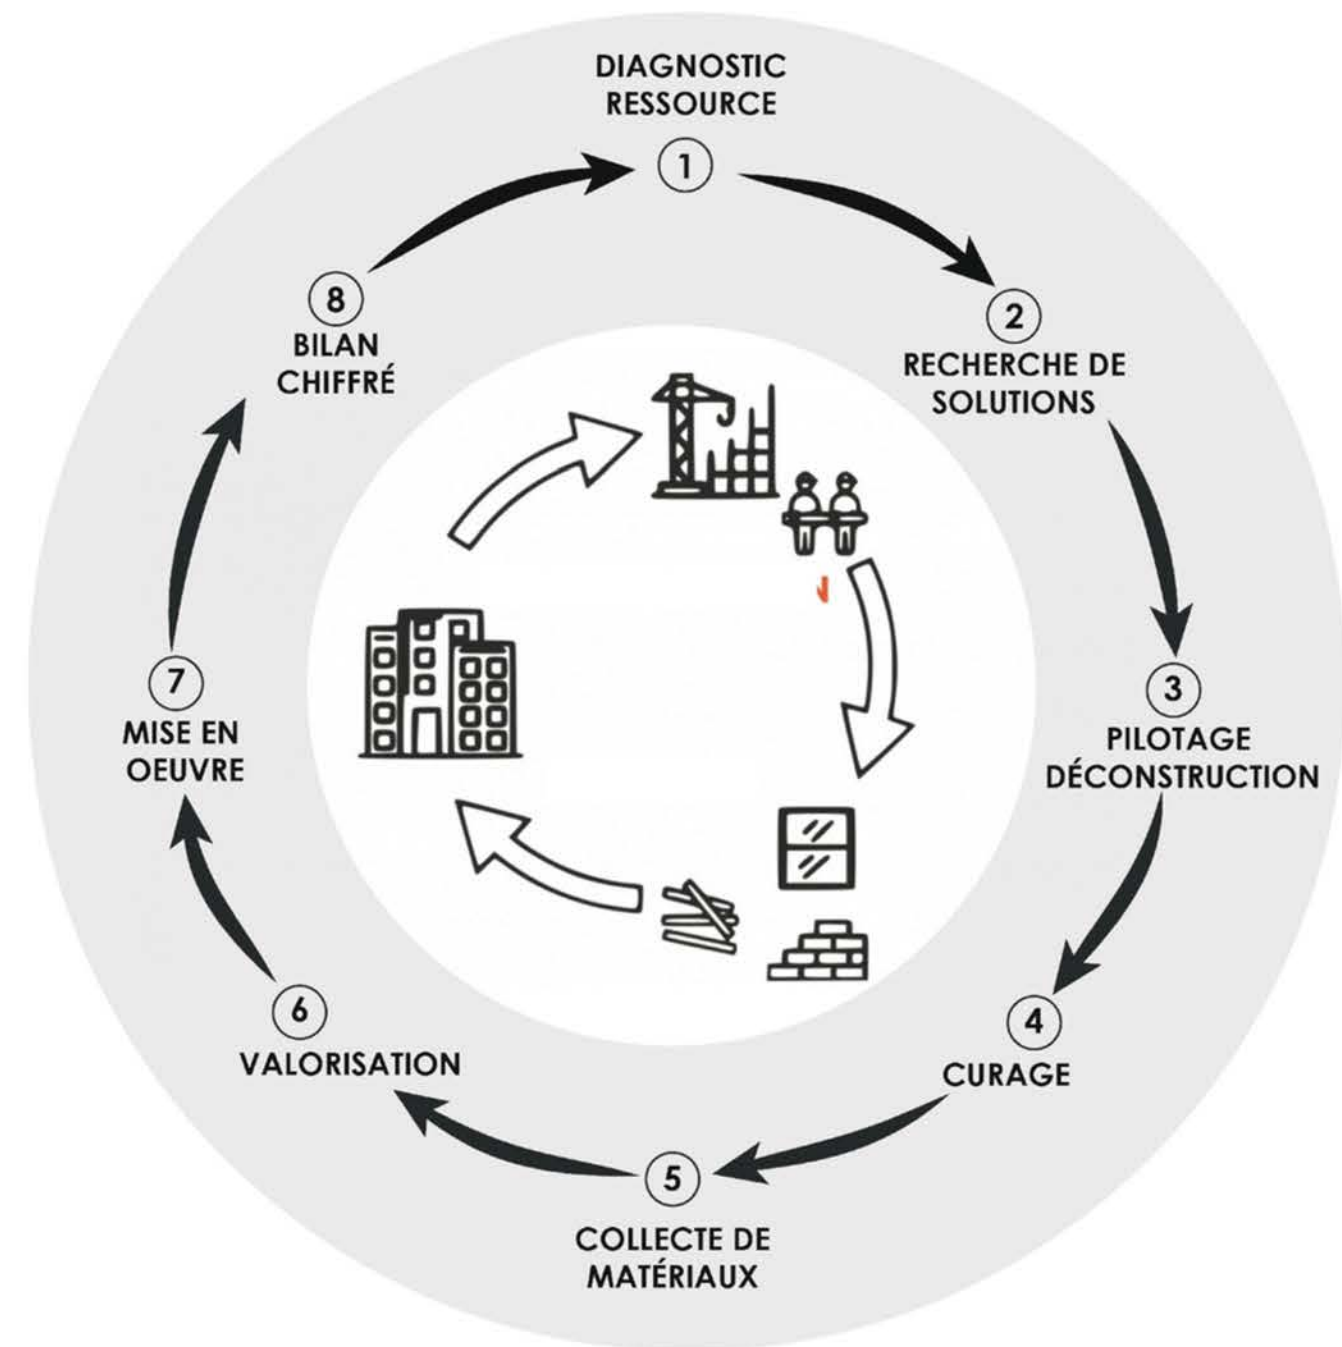 DIAGNOSTIC
RESSOURCE
1
2
RECHERCHE DE
SOLUTIONS
3
PILOTAGE
DÉCONSTRUCTION
4
CURAGE
5
COLLECTE DE
MATÉRIAUX
6
VALORISATION
7
MISE EN
OEUVRE
8
BILAN
CHIFFRÉ